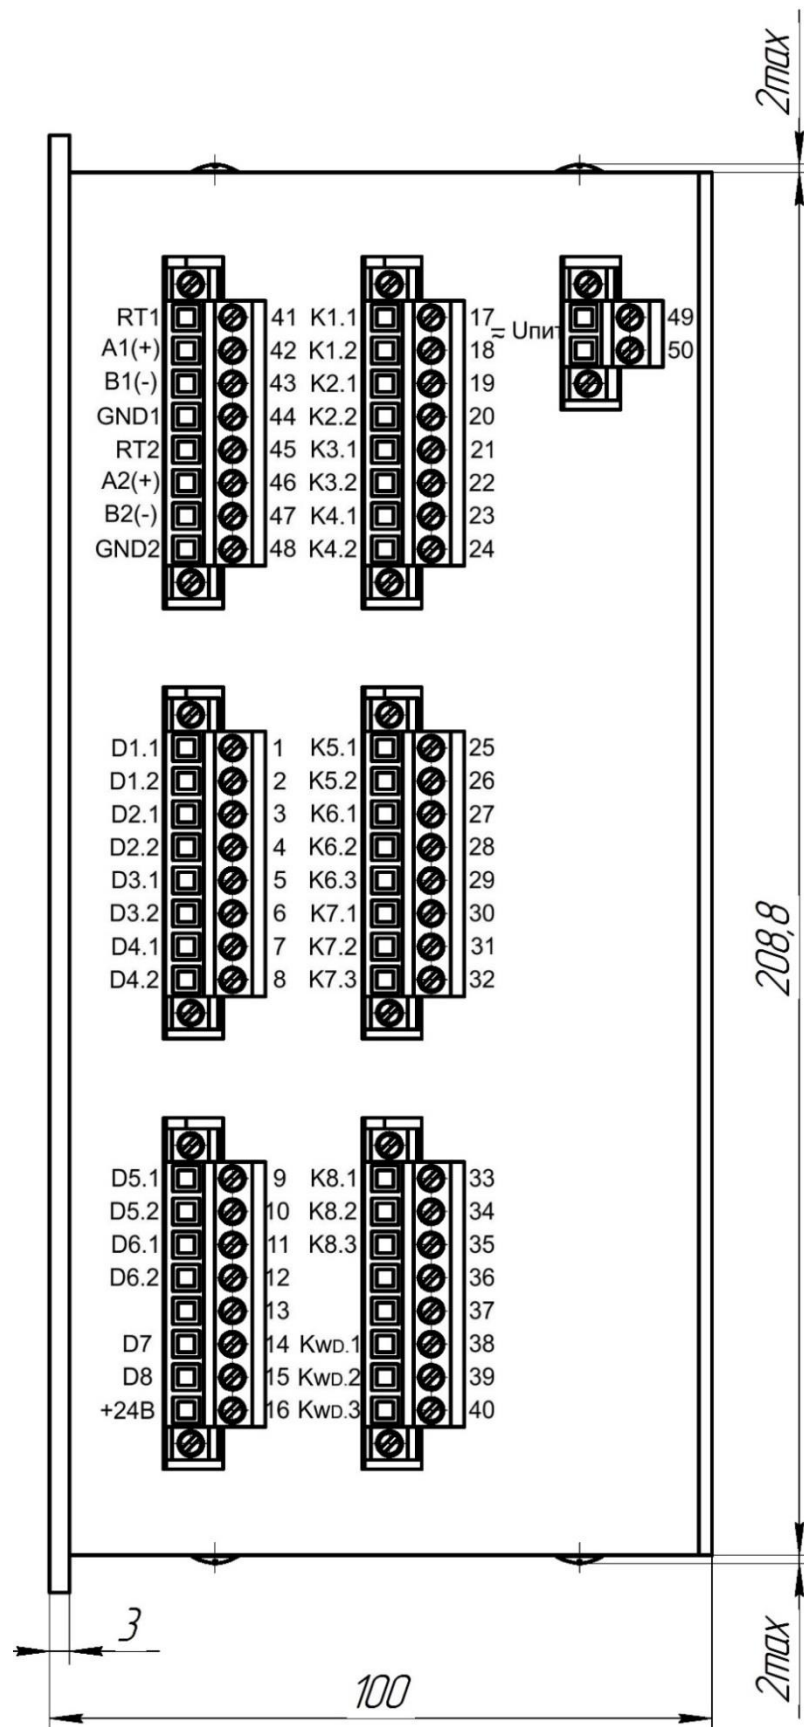 2max
RT1 41 K1.1 17 ≂ Uпит 49
A1(+) 42 K1.2 18 50
B1(-) 43 K2.1 19
GND1 44 K2.2 20
RT2 45 K3.1 21
A2(+) 46 K3.2 22
B2(-) 47 K4.1 23
GND2 48 K4.2 24
D1.1 1 K5.1 25
D1.2 2 K5.2 26
D2.1 3 K6.1 27
D2.2 4 K6.2 28
D3.1 5 K6.3 29
D3.2 6 K7.1 30
D4.1 7 K7.2 31
D4.2 8 K7.3 32
208,8
D5.1 9 K8.1 33
D5.2 10 K8.2 34
D6.1 11 K8.3 35
D6.2 12 36
13 37
D7 14 KWD.1 38
D8 15 KWD.2 39
+24В 16 KWD.3 40
3
2max
100